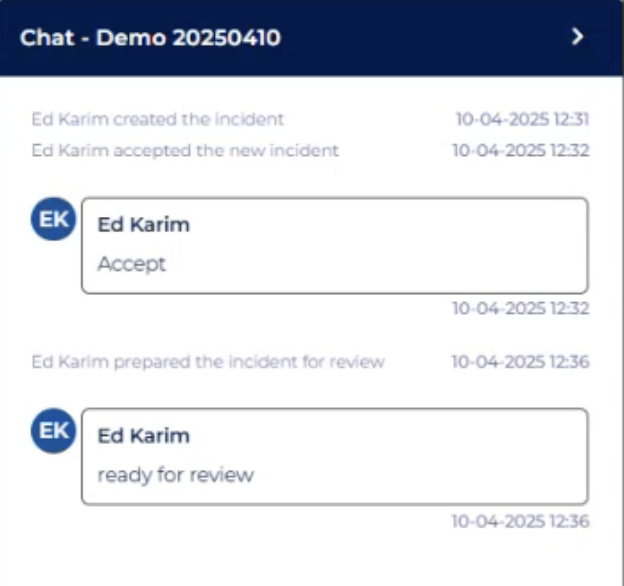 Chat - Demo 20250410
Ed Karim created the incident 10-04-2025 12:31
Ed Karim accepted the new incident 10-04-2025 12:32
EK
Ed Karim
Accept
10-04-2025 12:32
Ed Karim prepared the incident for review 10-04-2025 12:36
EK
Ed Karim
ready for review
10-04-2025 12:36